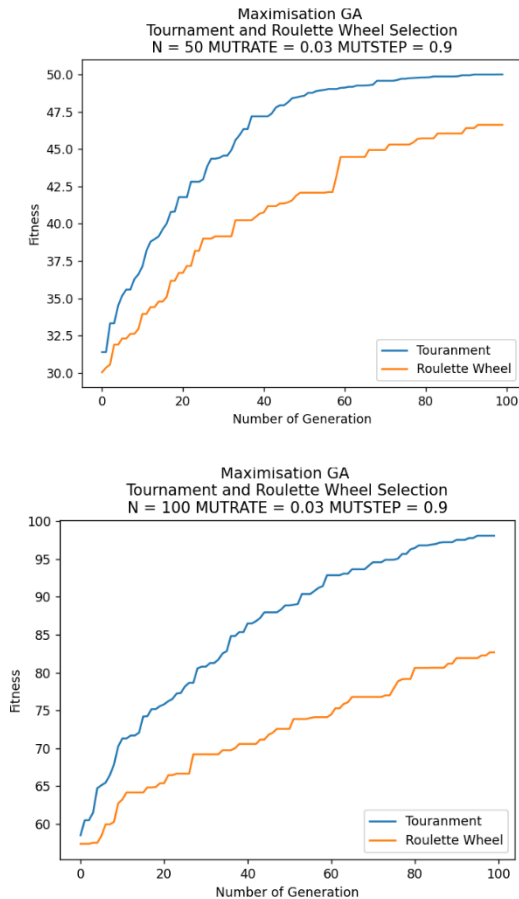 Maximisation GA
Tournament and Roulette Wheel Selection
N = 50 MUTRATE = 0.03 MUTSTEP = 0.9
50.0
47.5
45.0
42.5
40.0
37.5
35.0
32.5
30.0
Fitness
Touranment
Roulette Wheel
0 20 40 60 80 100
Number of Generation
Maximisation GA
Tournament and Roulette Wheel Selection
N = 100 MUTRATE = 0.03 MUTSTEP = 0.9
100
95
90
85
80
75
70
65
60
Fitness
Touranment
Roulette Wheel
0 20 40 60 80 100
Number of Generation